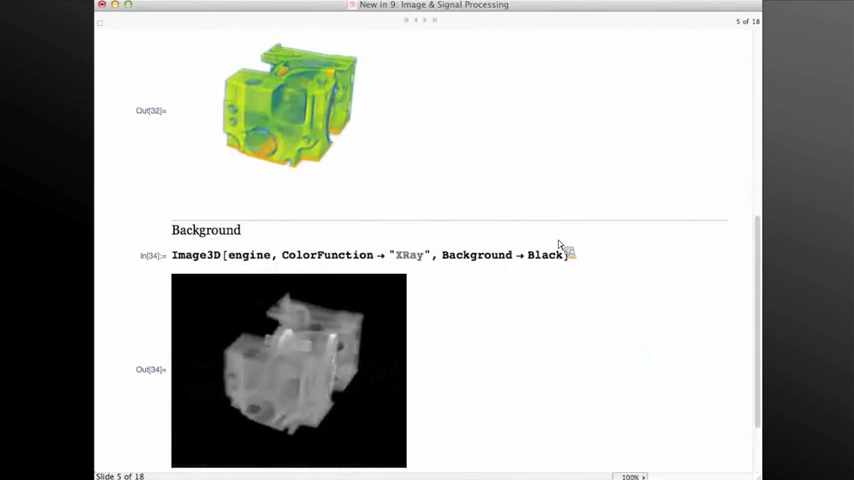 New in 9: Image & Signal Processing
5 of 18
Out[32]=
Background
In[34]:= Image3D[engine, ColorFunction → "XRay", Background → Black]
Out[34]=
Slide 5 of 18
100%